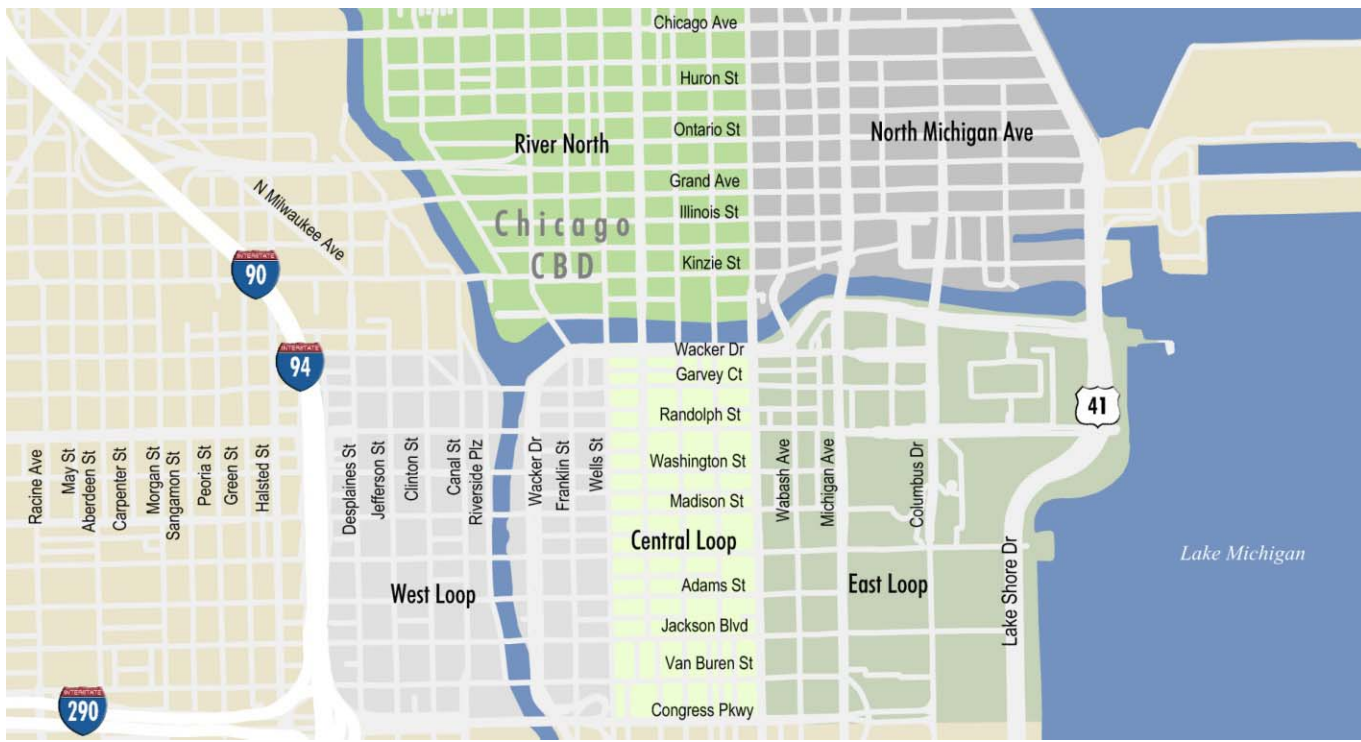 Chicago Ave
Huron St
Ontario St
River North
North Michigan Ave
Grand Ave
N Milwaukee Ave
Illinois St
Chicago
CBD
Kinzie St
INTERSTATE
90
INTERSTATE
94
Wacker Dr
Garvey Ct
41
Randolph St
Racine Ave
May St
Aberdeen St
Carpenter St
Morgan St
Sangamon St
Peoria St
Green St
Halsted St
Desplaines St
Jefferson St
Clinton St
Canal St
Riverside Plz
Wacker Dr
Franklin St
Wells St
Washington St
Wabash Ave
Michigan Ave
Columbus Dr
Madison St
Central Loop
Lake Michigan
West Loop
Adams St
East Loop
Lake Shore Dr
Jackson Blvd
Van Buren St
INTERSTATE
290
Congress Pkwy